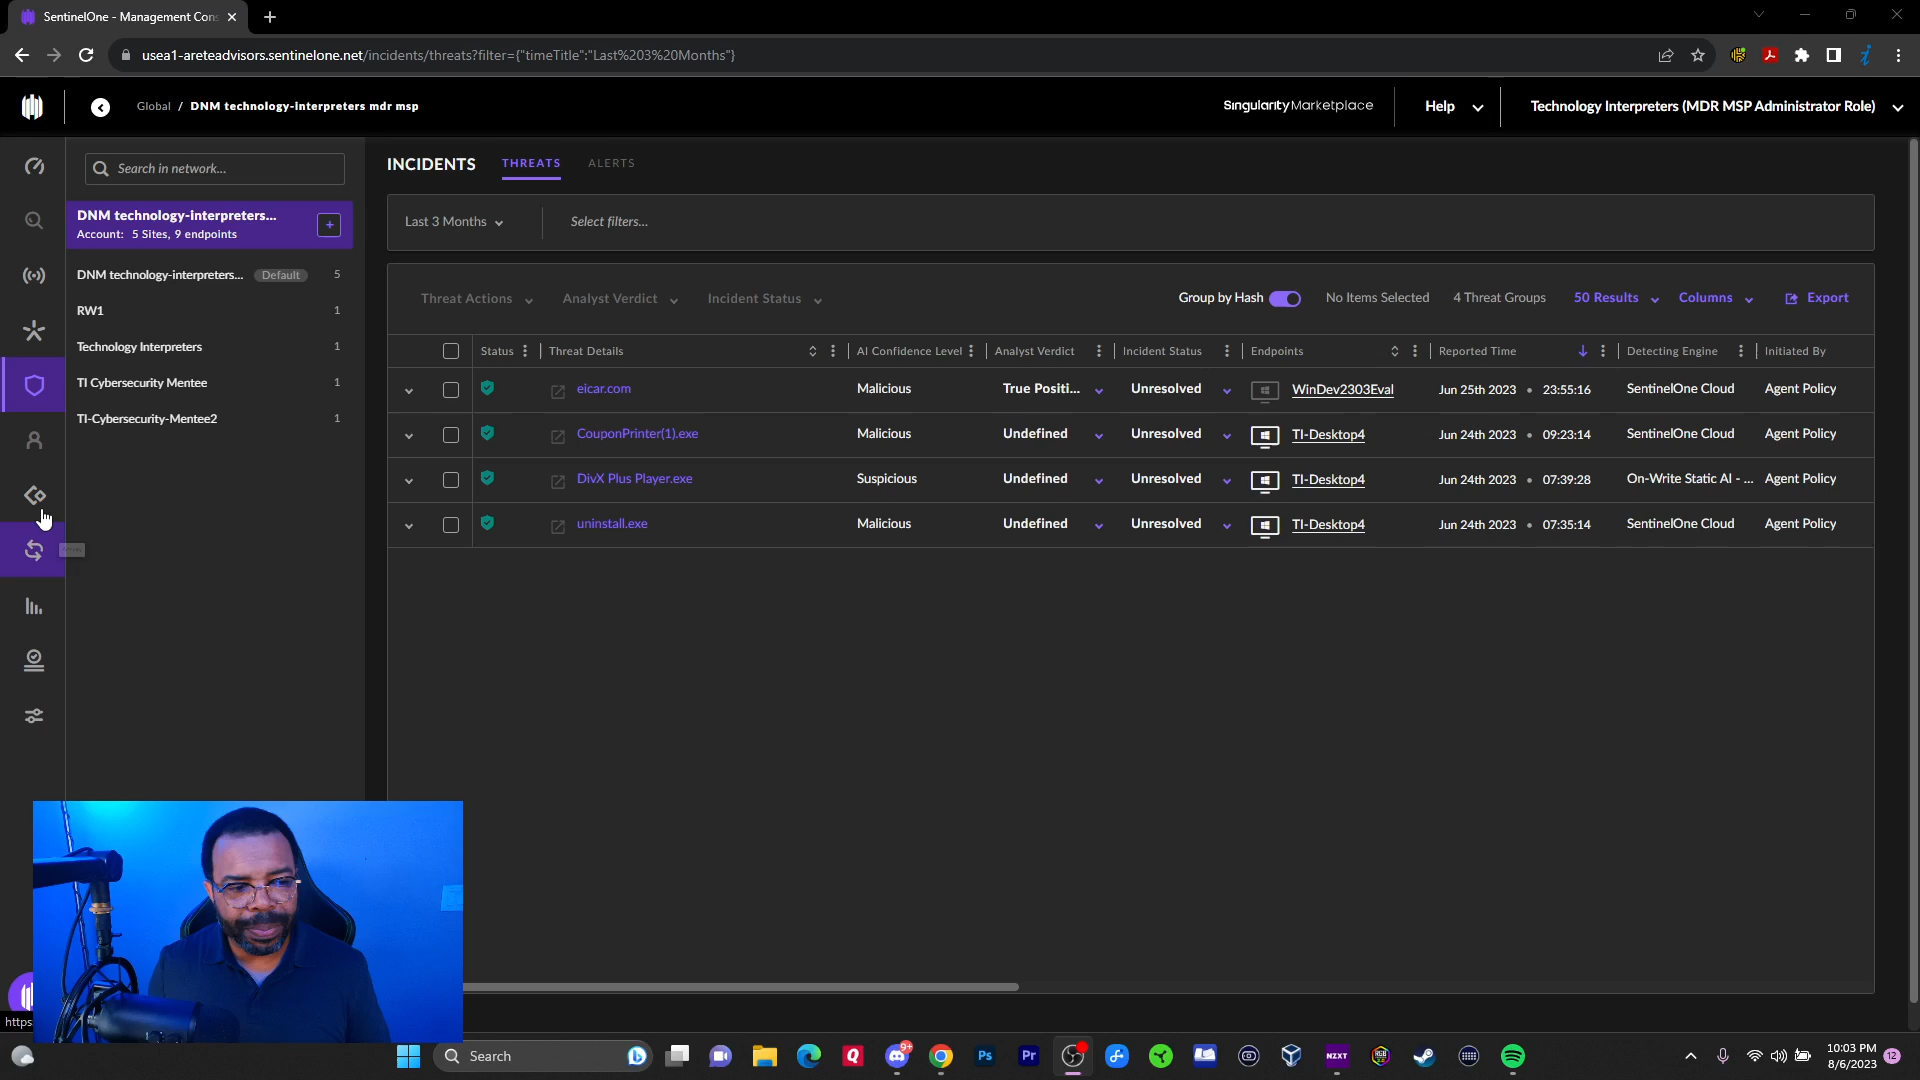 SentinelOne - Management Con
usea1-areteadvisors.sentinelone.net/incidents/threats?filter={"timeTitle":"Last%203%20Months"}
Global / DNM technology-interpreters mdr msp
Singularity Marketplace
Help
Technology Interpreters (MDR MSP Administrator Role)
Search in network...
INCIDENTS
THREATS
ALERTS
DNM technology-interpreters...
Account: 5 Sites, 9 endpoints
+
Last 3 Months
Select filters...
DNM technology-interpreters... Default 5
RW1 1
Technology Interpreters 1
TI Cybersecurity Mentee 1
TI-Cybersecurity-Mentee2 1
Threat Actions
Analyst Verdict
Incident Status
Group by Hash
No Items Selected
4 Threat Groups
50 Results
Columns
Export
Status Threat Details AI Confidence Level Analyst Verdict Incident Status Endpoints Reported Time Detecting Engine Initiated By
eicar.com Malicious True Positi... Unresolved WinDev2303Eval Jun 25th 2023 • 23:55:16 SentinelOne Cloud Agent Policy
CouponPrinter(1).exe Malicious Undefined Unresolved TI-Desktop4 Jun 24th 2023 • 09:23:14 SentinelOne Cloud Agent Policy
DivX Plus Player.exe Suspicious Undefined Unresolved TI-Desktop4 Jun 24th 2023 • 07:39:28 On-Write Static AI - ... Agent Policy
uninstall.exe Malicious Undefined Unresolved TI-Desktop4 Jun 24th 2023 • 07:35:14 SentinelOne Cloud Agent Policy
https
Search
9+
Q
Ps
Pr
NZXT
10:03 PM
8/6/2023
12